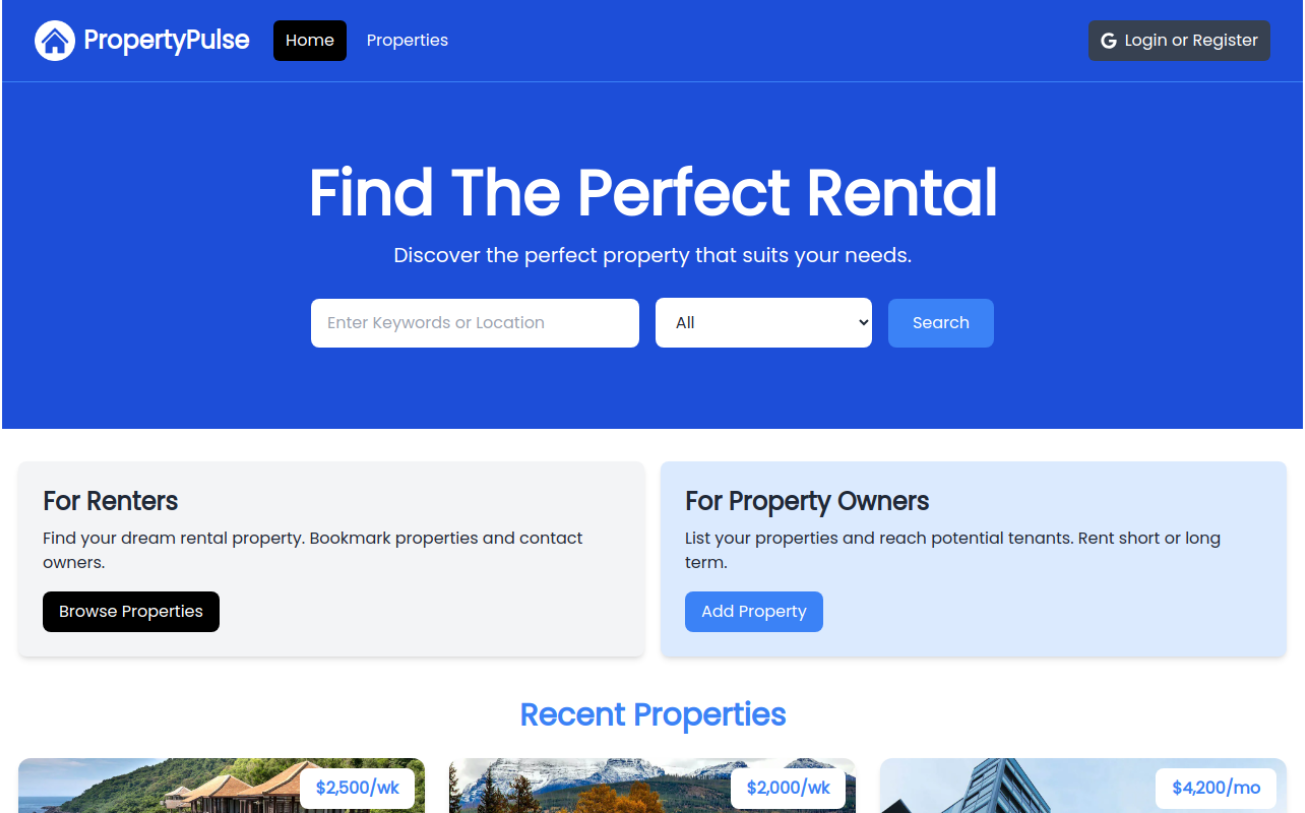 PropertyPulse
Home
Properties
G Login or Register
Find The Perfect Rental
Discover the perfect property that suits your needs.
Enter Keywords or Location
All
Search
For Renters
Find your dream rental property. Bookmark properties and contact
owners.
Browse Properties
For Property Owners
List your properties and reach potential tenants. Rent short or long
term.
Add Property
Recent Properties
$2,500/wk
$2,000/wk
$4,200/mo